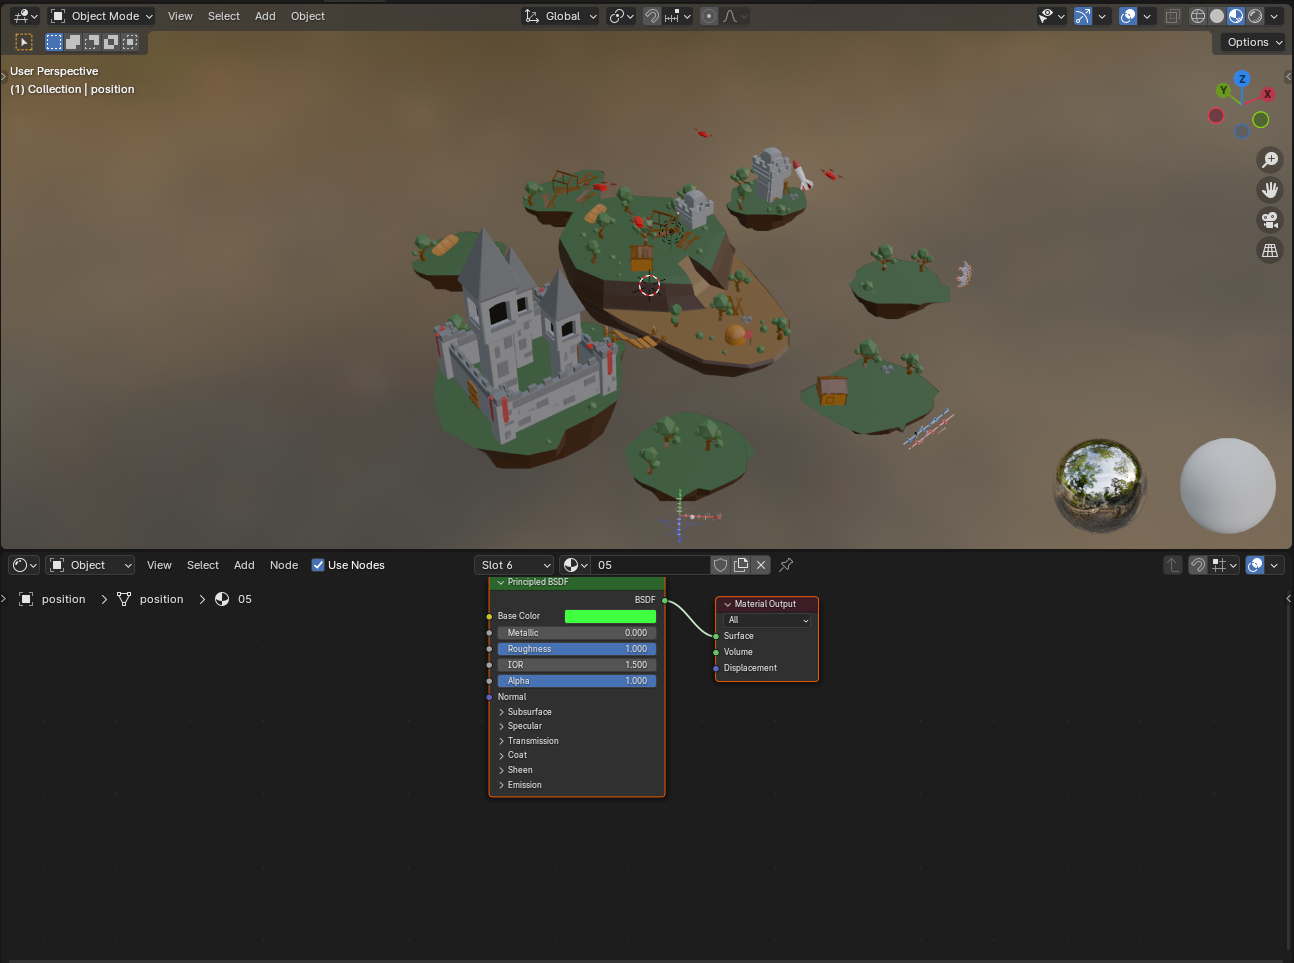 Object Mode View Select Add Object Global
Options
User Perspective
(1) Collection | position
Z
Y
X
Object View Select Add Node Use Nodes Slot 6 05
position position 05
Principled BSDF
BSDF
Base Color
Metallic 0.000
Roughness 1.000
IOR 1.500
Alpha 1.000
Normal
Subsurface
Specular
Transmission
Coat
Sheen
Emission
Material Output
All
Surface
Volume
Displacement